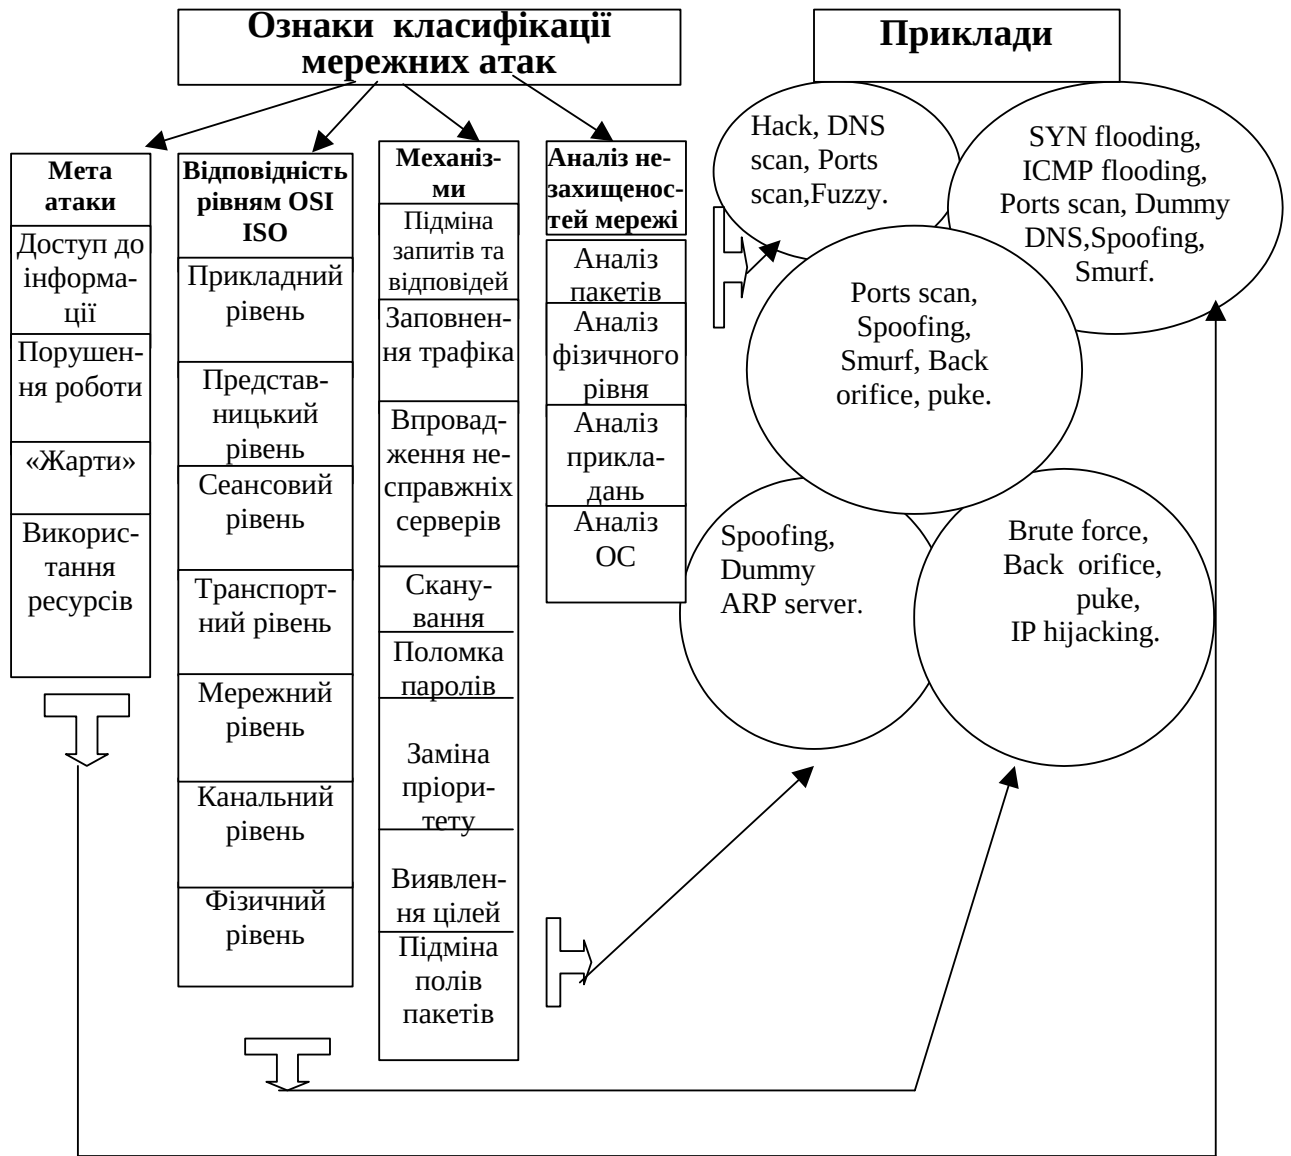 Ознаки класифікації
мережних атак
Приклади
Мета
атаки
Доступ до
інформа-
ції
Порушен-
ня роботи
«Жарти»
Викорис-
тання
ресурсів
Відповідність
рівням OSI
ISO
Прикладний
рівень
Представ-
ницький
рівень
Сеансовий
рівень
Транспорт-
ний рівень
Мережний
рівень
Канальний
рівень
Фізичний
рівень
Механіз-
ми
Підміна
запитів та
відповідей
Заповнен-
ня трафіка
Впровад-
ження не-
справжніх
серверів
Скану-
вання
Поломка
паролів
Заміна
пріори-
тету
Виявлен-
ня цілей
Підміна
полів
пакетів
Аналіз не-
захищенос-
тей мережі
Аналіз
пакетів
Аналіз
фізичного
рівня
Аналіз
прикла-
дань
Аналіз
ОС
Hack, DNS
scan, Ports
scan,Fuzzy.
SYN flooding,
ICMP flooding,
Ports scan, Dummy
DNS,Spoofing,
Smurf.
Ports scan,
Spoofing,
Smurf, Back
orifice, puke.
Spoofing,
Dummy
ARP server.
Brute force,
Back orifice,
puke,
IP hijacking.